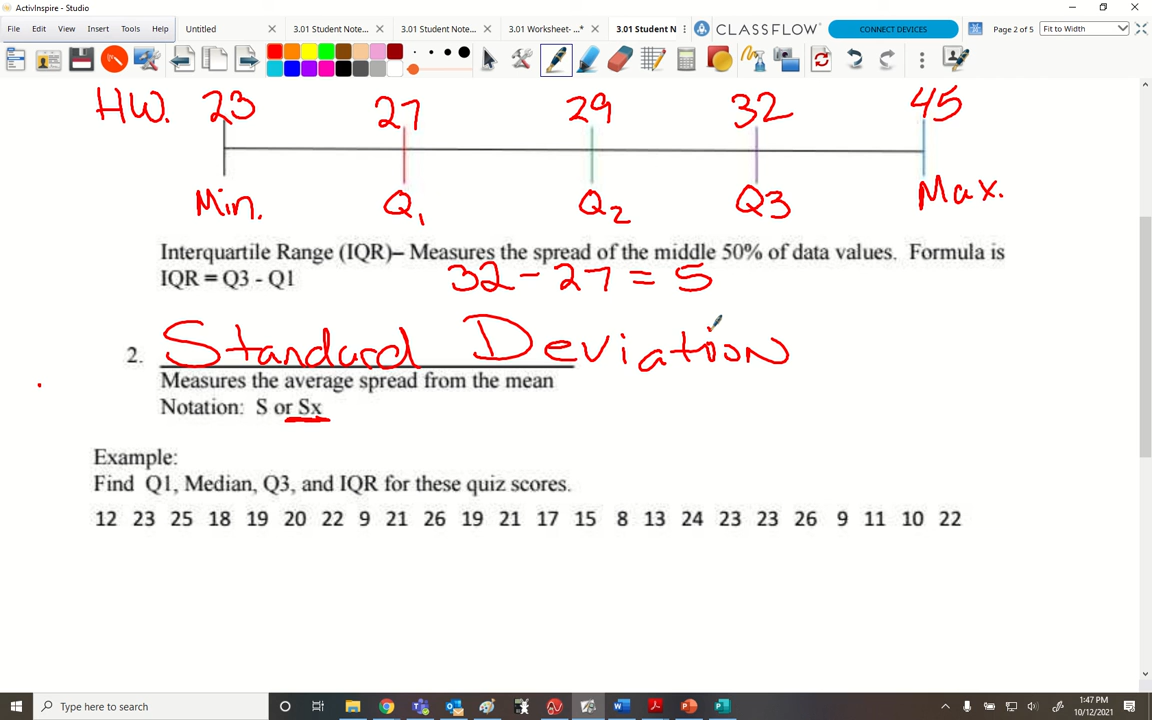 ActivInspire - Studio
File Edit View Insert Tools Help Untitled 3.01 Student Note... 3.01 Student Note... 3.01 Worksheet- ...* 3.01 Student N CLASSFLOW CONNECT DEVICES Page 2 of 5 Fit to Width
HW. 23 27 29 32 45
Min. Q1 Q2 Q3 Max.
Interquartile Range (IQR)– Measures the spread of the middle 50% of data values. Formula is
IQR = Q3 - Q1 32 - 27 = 5
2. Standard Deviation
Measures the average spread from the mean
Notation: S or Sx
Example:
Find Q1, Median, Q3, and IQR for these quiz scores.
12 23 25 18 19 20 22 9 21 26 19 21 17 15 8 13 24 23 23 26 9 11 10 22
Type here to search
1:47 PM
10/12/2021